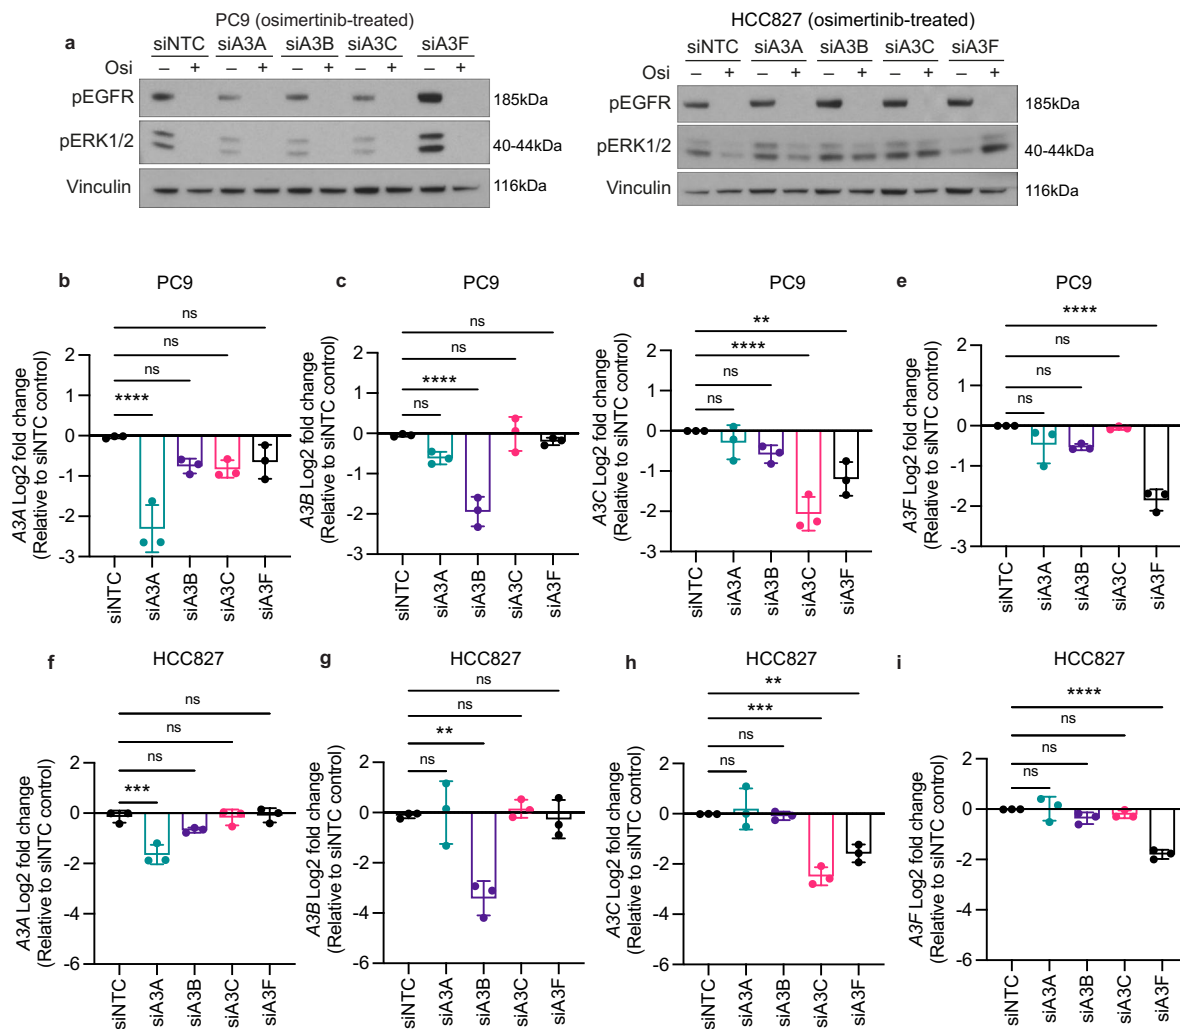 PC9 (osimertinib-treated)
HCC827 (osimertinib-treated)
a
siNTC siA3A siA3B siA3C siA3F
Osi – + – + – + – + – +
pEGFR 185kDa
pERK1/2 40-44kDa
Vinculin 116kDa
siNTC siA3A siA3B siA3C siA3F
Osi – + – + – + – + – +
pEGFR 185kDa
pERK1/2 40-44kDa
Vinculin 116kDa
b
PC9
ns
ns
ns
****
2
1
0
-1
-2
-3
A3A Log2 fold change
(Relative to siNTC control)
siNTC
siA3A
siA3B
siA3C
siA3F
c
PC9
ns
ns
****
ns
2
1
0
-1
-2
-3
A3B Log2 fold change
(Relative to siNTC control)
siNTC
siA3A
siA3B
siA3C
siA3F
d
PC9
**
****
ns
ns
2
1
0
-1
-2
-3
A3C Log2 fold change
(Relative to siNTC control)
siNTC
siA3A
siA3B
siA3C
siA3F
e
PC9
****
ns
ns
ns
2
1
0
-1
-2
-3
A3F Log2 fold change
(Relative to siNTC control)
siNTC
siA3A
siA3B
siA3C
siA3F
f
HCC827
ns
ns
ns
***
2
0
-2
-4
-6
A3A Log2 fold change
(Relative to siNTC control)
siNTC
siA3A
siA3B
siA3C
siA3F
g
HCC827
ns
ns
**
ns
2
0
-2
-4
-6
A3B Log2 fold change
(Relative to siNTC control)
siNTC
siA3A
siA3B
siA3C
siA3F
h
HCC827
**
***
ns
ns
2
0
-2
-4
-6
A3C Log2 fold change
(Relative to siNTC control)
siNTC
siA3A
siA3B
siA3C
siA3F
i
HCC827
****
ns
ns
ns
2
0
-2
-4
-6
A3F Log2 fold change
(Relative to siNTC control)
siNTC
siA3A
siA3B
siA3C
siA3F